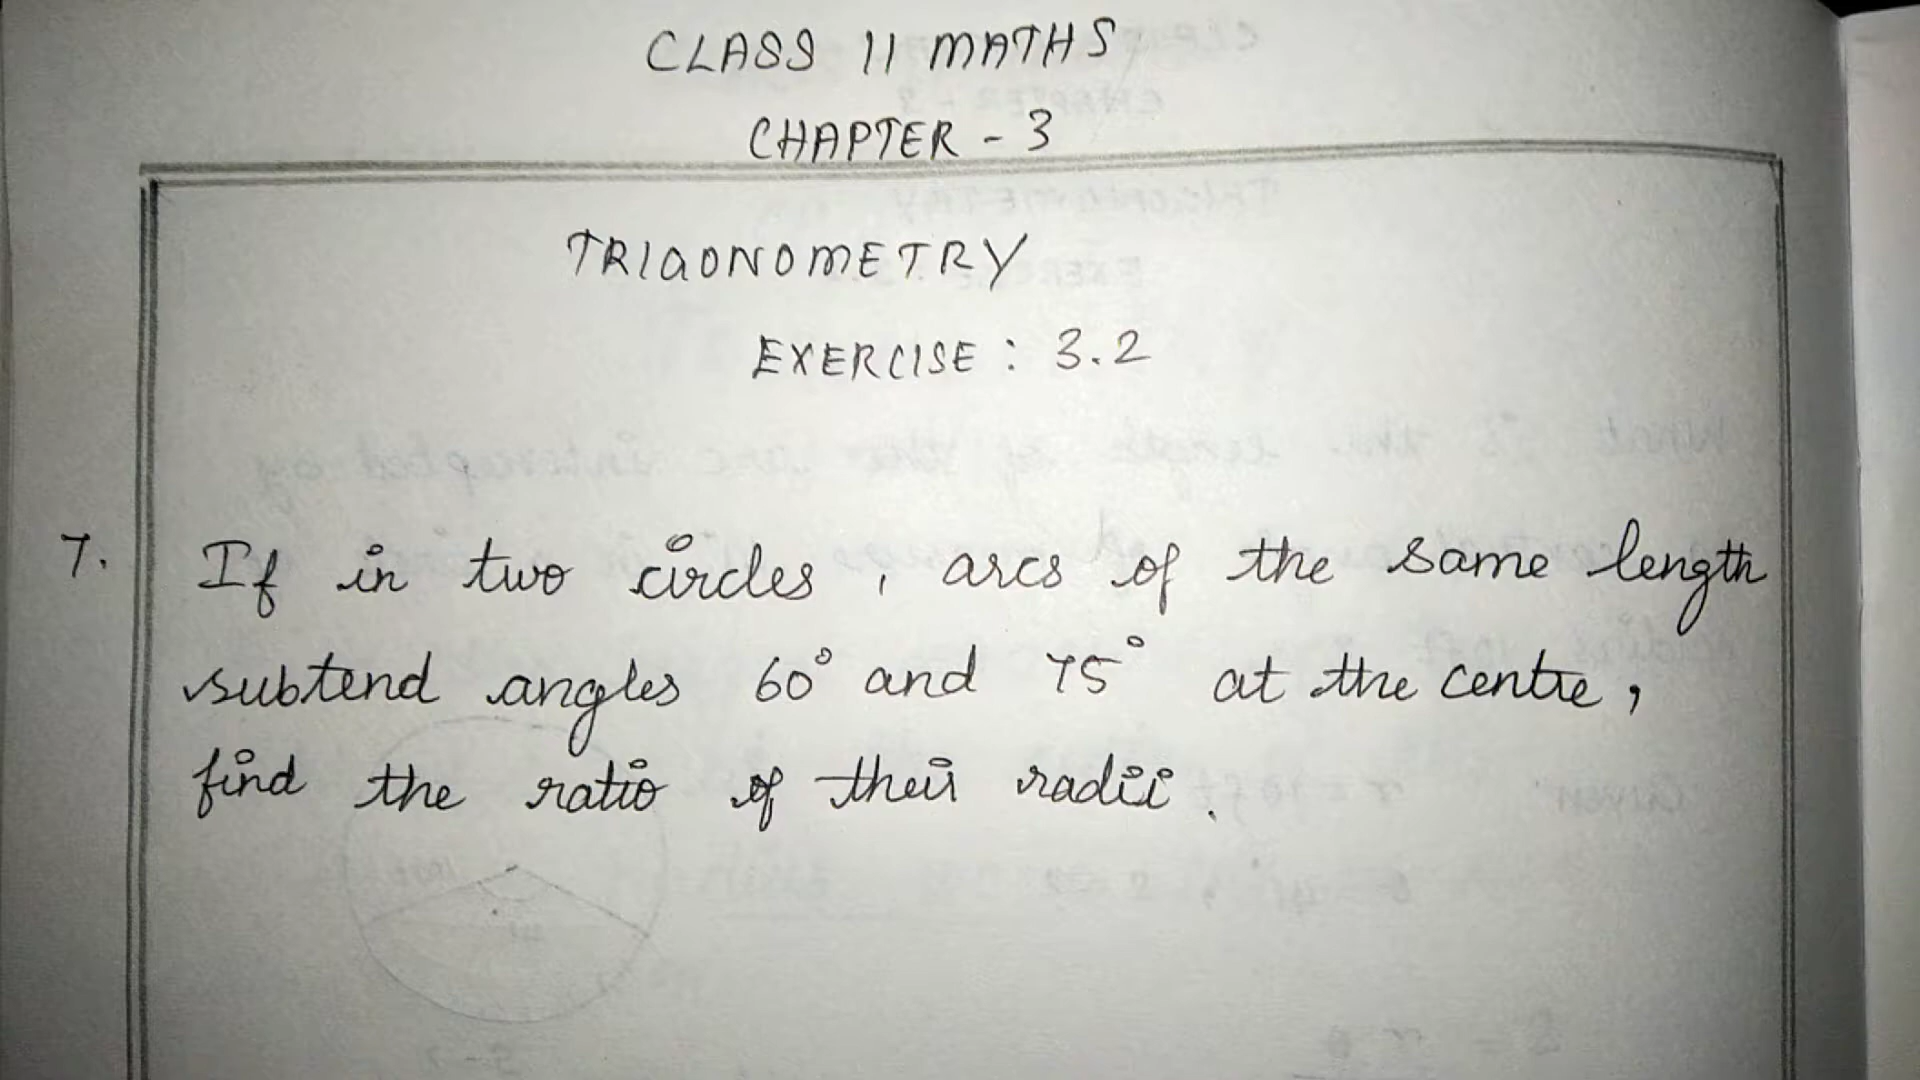 CLASS 11 MATHS
CHAPTER - 3
TRIGONOMETRY
EXERCISE : 3.2
7. If in two circles, arcs of the same length
subtend angles 60° and 75° at the centre,
find the ratio of their radii.